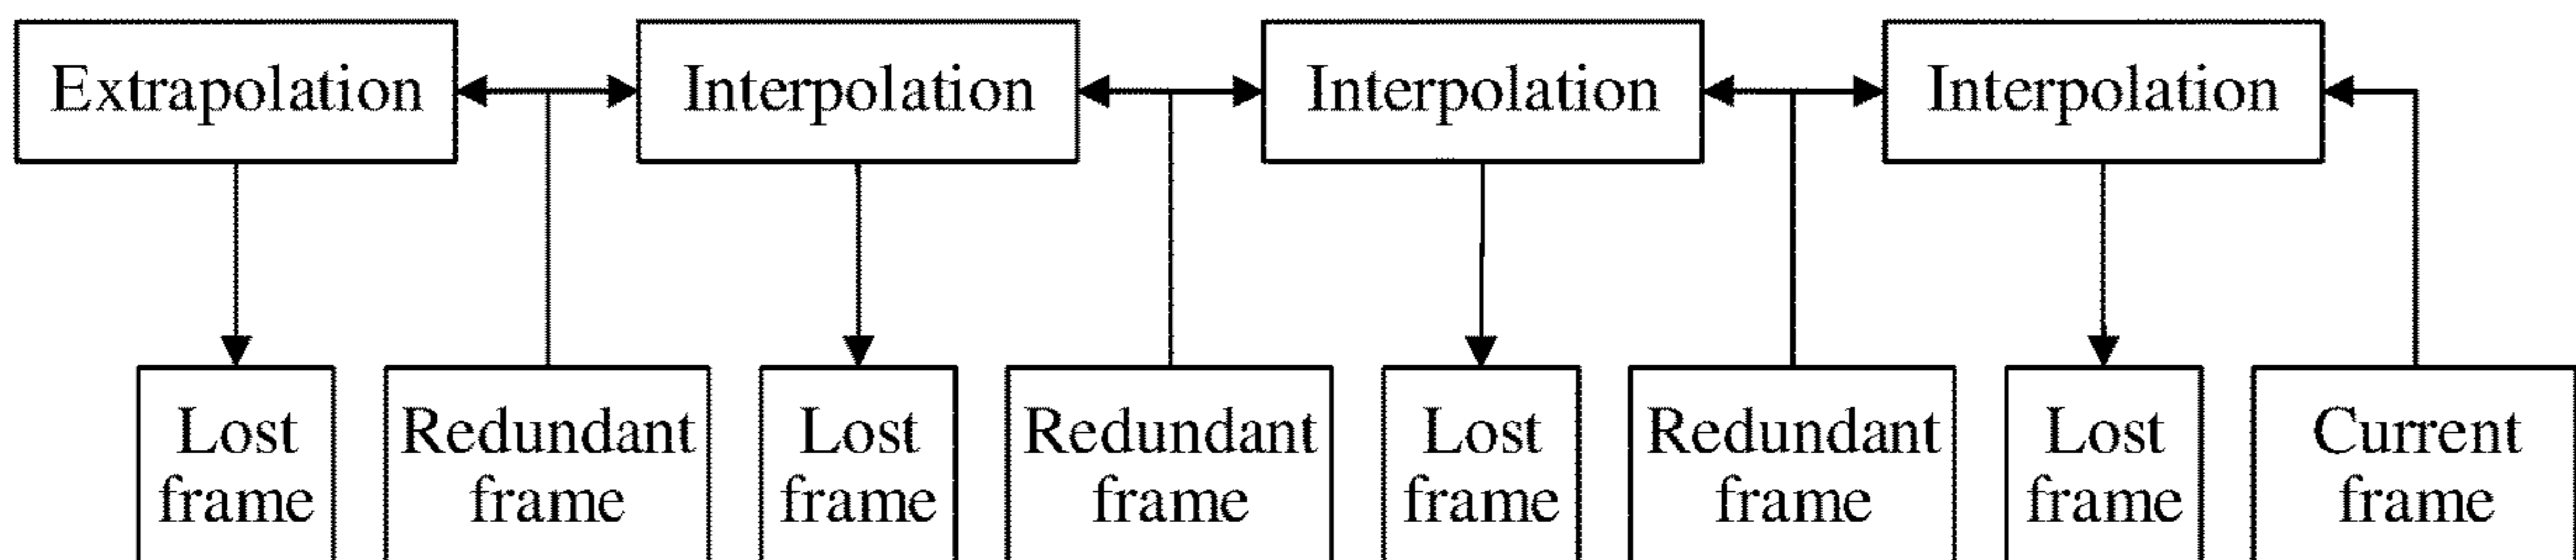 Extrapolation
Interpolation
Interpolation
Interpolation
Lost
frame
Redundant
frame
Lost
frame
Redundant
frame
Lost
frame
Redundant
frame
Lost
frame
Current
frame